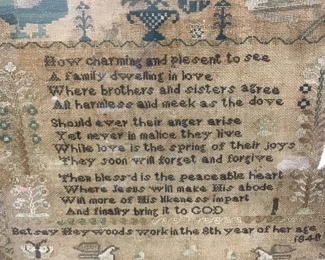 How charming and plesent to see
A family dwelling in love
Where brothers and sisters agree
All harmless and meek as the dove
Should ever their anger arise
Yet never in malice they live
While love is the spring of their joys
They soon will forget and forgive
Then bless'd is the peaceable heart
Where Jesus will make His abode
Will more of His likeness impart
And finally bring it to GOD
Betsey Heywoods work in the 8th year of her age
1848